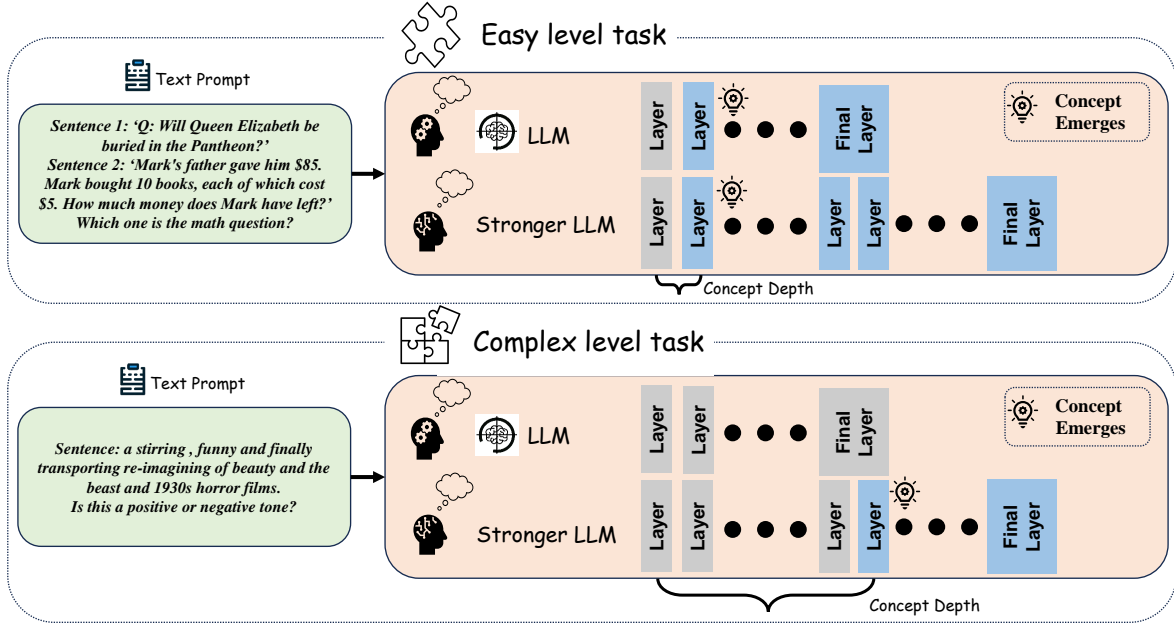 Easy level task
Text Prompt
Sentence 1: ‘Q: Will Queen Elizabeth be
buried in the Pantheon?’
Sentence 2: ‘Mark's father gave him $85.
Mark bought 10 books, each of which cost
$5. How much money does Mark have left?’
Which one is the math question?
LLM
Layer
Layer
Final
Layer
Concept
Emerges
Stronger LLM
Layer
Layer
Layer
Layer
Final
Layer
Concept Depth
Complex level task
Text Prompt
Sentence: a stirring , funny and finally
transporting re-imagining of beauty and the
beast and 1930s horror films.
Is this a positive or negative tone?
LLM
Layer
Layer
Final
Layer
Concept
Emerges
Stronger LLM
Layer
Layer
Layer
Layer
Final
Layer
Concept Depth